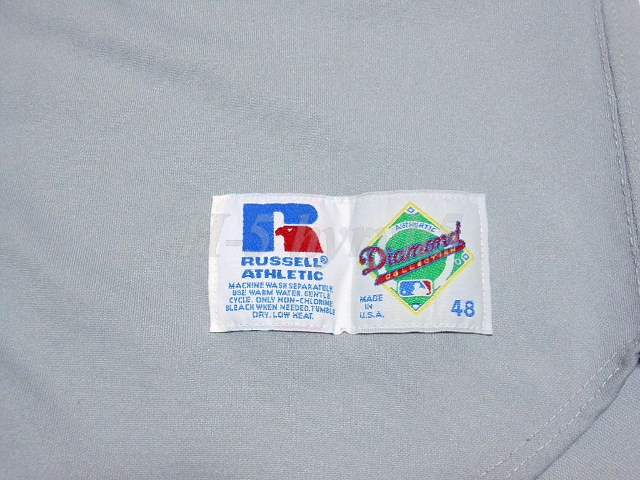 RUSSELL®
ATHLETIC
MACHINE WASH SEPARATELY
USE WARM WATER. GENTLE
CYCLE. ONLY NON-CHLORINE
BLEACH WHEN NEEDED. TUMBLE
DRY. LOW HEAT.
AUTHENTIC
Diamond
COLLECTION
MADE
IN
U.S.A.
48